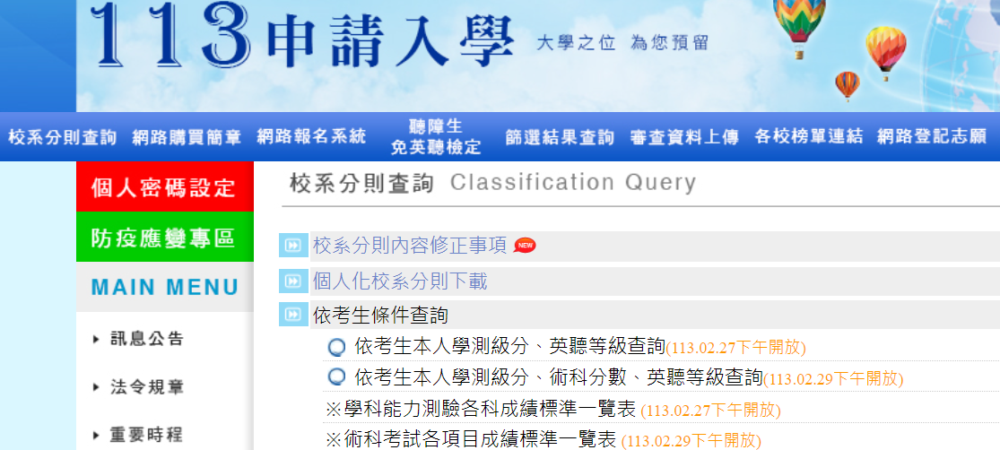 113申請入學 大學之位 為您預留
校系分則查詢 網路購買簡章 網路報名系統 聽障生 免英聽檢定 篩選結果查詢 審查資料上傳 各校榜單連結 網路登記志願
個人密碼設定
防疫應變專區
MAIN MENU
訊息公告
法令規章
重要時程
校系分則查詢 Classification Query
校系分則內容修正事項 NEW
個人化校系分則下載
依考生條件查詢
依考生本人學測級分、英聽等級查詢(113.02.27下午開放)
依考生本人學測級分、術科分數、英聽等級查詢(113.02.29下午開放)
※學科能力測驗各科成績標準一覽表 (113.02.27下午開放)
※術科考試各項目成績標準一覽表 (113.02.29下午開放)